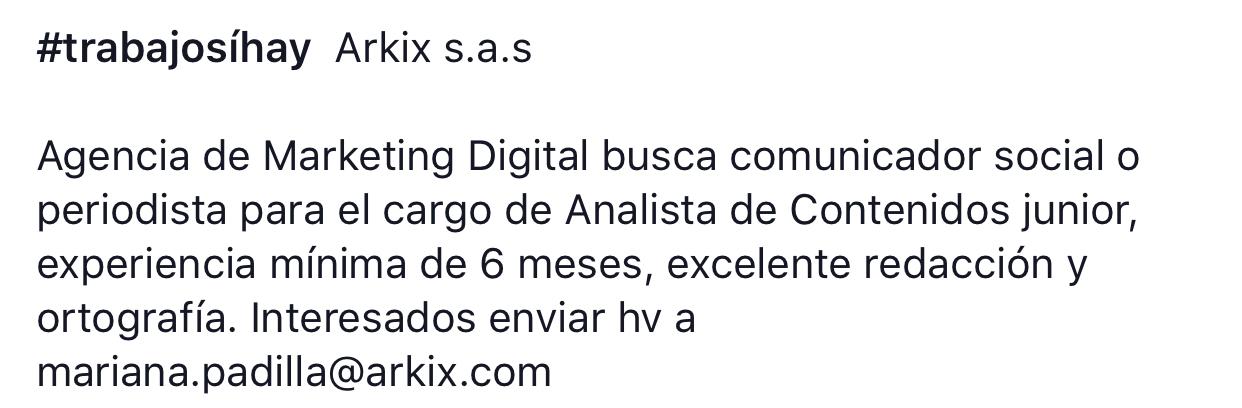 #trabajosíhay Arkix s.a.s
Agencia de Marketing Digital busca comunicador social o
periodista para el cargo de Analista de Contenidos junior,
experiencia mínima de 6 meses, excelente redacción y
ortografía. Interesados enviar hv a
mariana.padilla@arkix.com